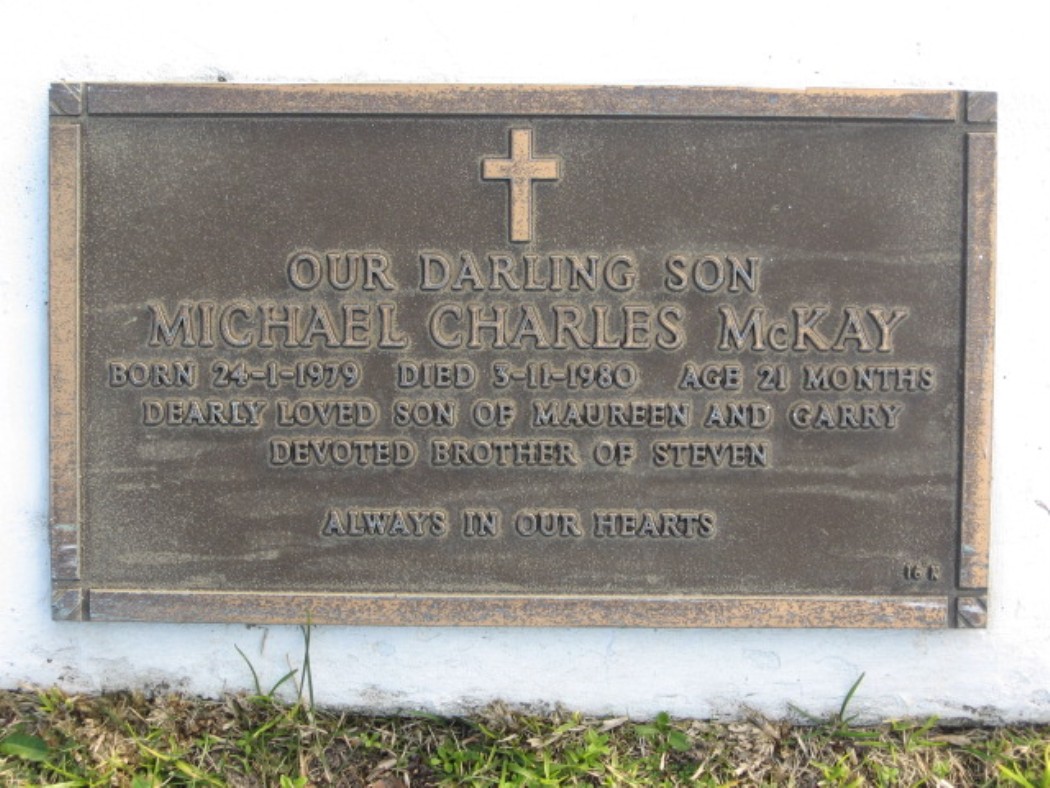 OUR DARLING SON
MICHAEL CHARLES McKAY
BORN 24-1-1979 DIED 3-11-1980 AGE 21 MONTHS
DEARLY LOVED SON OF MAUREEN AND GARRY
DEVOTED BROTHER OF STEVEN
ALWAYS IN OUR HEARTS
16 K